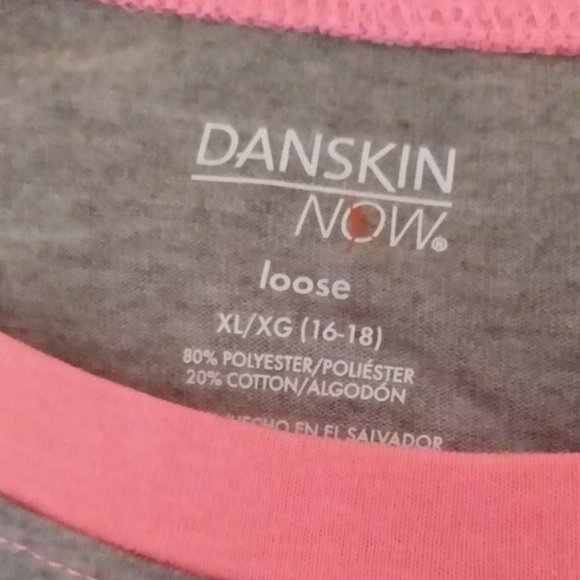 DANSKIN
NOW®
loose
XL/XG (16-18)
80% POLYESTER/POLIÉSTER
20% COTTON/ALGODÓN
HECHO EN EL SALVADOR